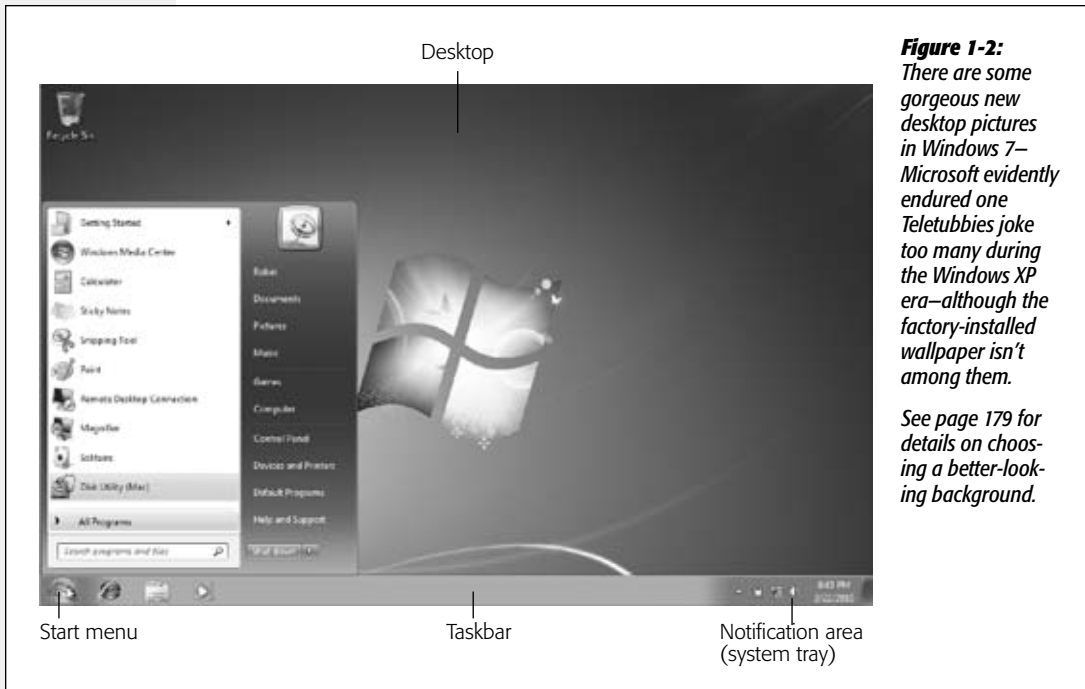 Desktop
Recycle Bin
Getting Started
Windows Media Center
Calculator
Sticky Notes
Snipping Tool
Paint
Remote Desktop Connection
Magnifier
Solitaire
Disk Utility (Mac)
All Programs
Search programs and files
Documents
Pictures
Music
Games
Computer
Control Panel
Devices and Printers
Default Programs
Help and Support
Shut down
Start menu
Taskbar
Notification area
(system tray)
Figure 1-2:
There are some
gorgeous new
desktop pictures
in Windows 7—
Microsoft evidently
endured one
Teletubbies joke
too many during
the Windows XP
era—although the
factory-installed
wallpaper isn't
among them.
See page 179 for
details on choos-
ing a better-look-
ing background.